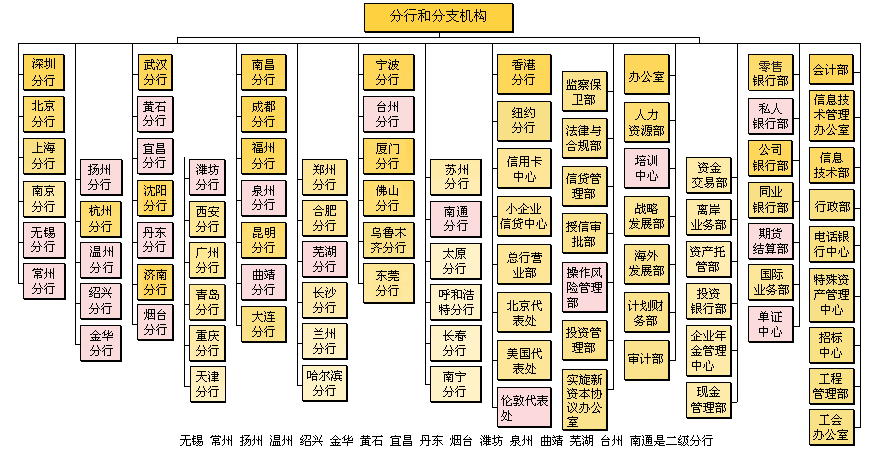 分行和分支机构
深圳
分行
北京
分行
上海
分行
南京
分行
无锡
分行
常州
分行
扬州
分行
杭州
分行
温州
分行
绍兴
分行
金华
分行
武汉
分行
黄石
分行
宜昌
分行
沈阳
分行
丹东
分行
济南
分行
烟台
分行
潍坊
分行
西安
分行
广州
分行
青岛
分行
重庆
分行
天津
分行
南昌
分行
成都
分行
福州
分行
泉州
分行
昆明
分行
曲靖
分行
大连
分行
郑州
分行
合肥
分行
芜湖
分行
长沙
分行
兰州
分行
哈尔滨
分行
宁波
分行
台州
分行
厦门
分行
佛山
分行
乌鲁木
齐分行
东莞
分行
苏州
分行
南通
分行
太原
分行
呼和浩
特分行
长春
分行
南宁
分行
香港
分行
纽约
分行
信用卡
中心
小企业
信贷中心
总行营
业部
北京代
表处
美国代
表处
伦敦代表
处
监察保
卫部
法律与
合规部
信贷管
理部
授信审
批部
操作风
险管理
部
投资管
理部
实旋新
资本协
议办公
室
办公室
人力
资源部
培训
中心
战略
发展部
海外
发展部
计划财
务部
审计部
资金
交易部
离岸
业务部
资产托
管部
投资
银行部
企业年
金管理
中心
现金
管理部
零售
银行部
私人
银行部
公司
银行部
同业
银行部
期货
结算部
国际
业务部
单证
中心
会计部
信息技
术管理
办公室
信息
技术部
行政部
电话银
行中心
特殊资
产管理
中心
招标
中心
工程
管理部
工会
办公室
无锡 常州 扬州 温州 绍兴 金华 黄石 宜昌 丹东 烟台 潍坊 泉州 曲靖 芜湖 台州 南通是二级分行